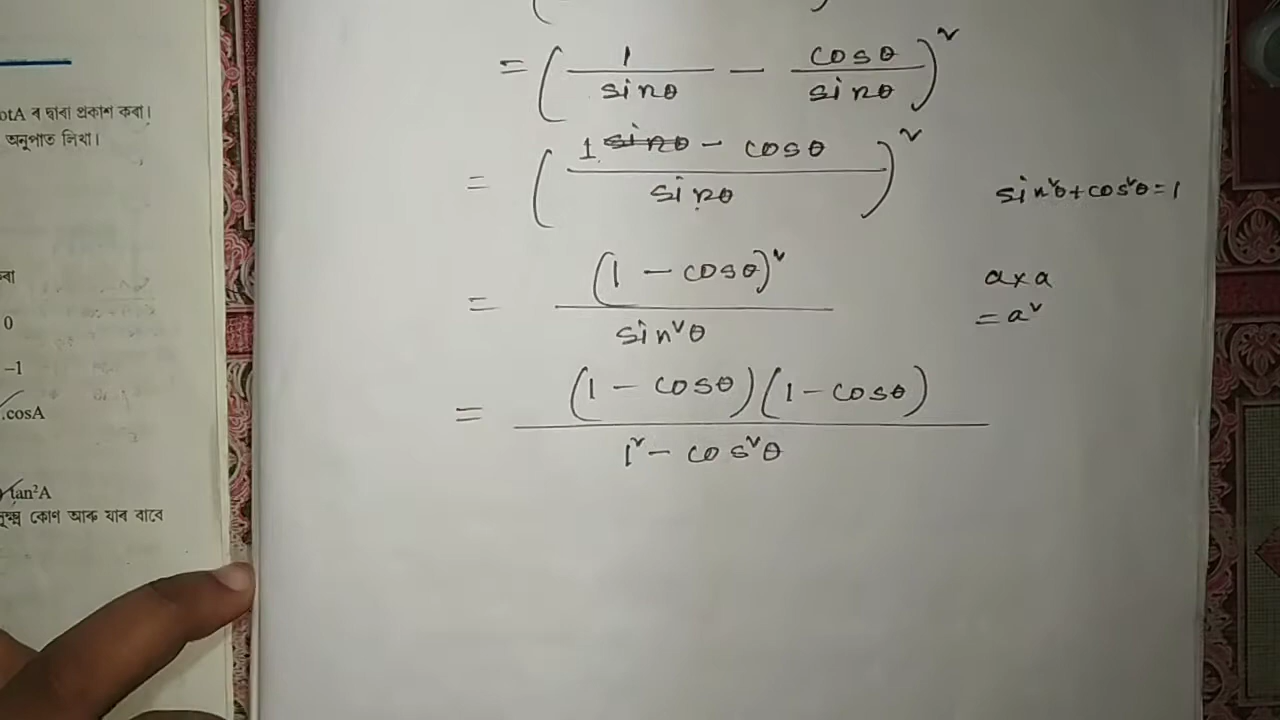 otA ৰ দ্বাৰা প্ৰকাশ কৰা।
অনুপাত লিখা।
0
–1
.cosA
tan²A
কোণ আৰু যাৰ বাবে
= (1/sinθ − cosθ/sinθ)²
= ((1 − cosθ)/sinθ)²
sin²θ+cos²θ=1
= (1 − cosθ)²/sin²θ
a×a
= a²
= (1 − cosθ)(1 − cosθ)/(1² − cos²θ)